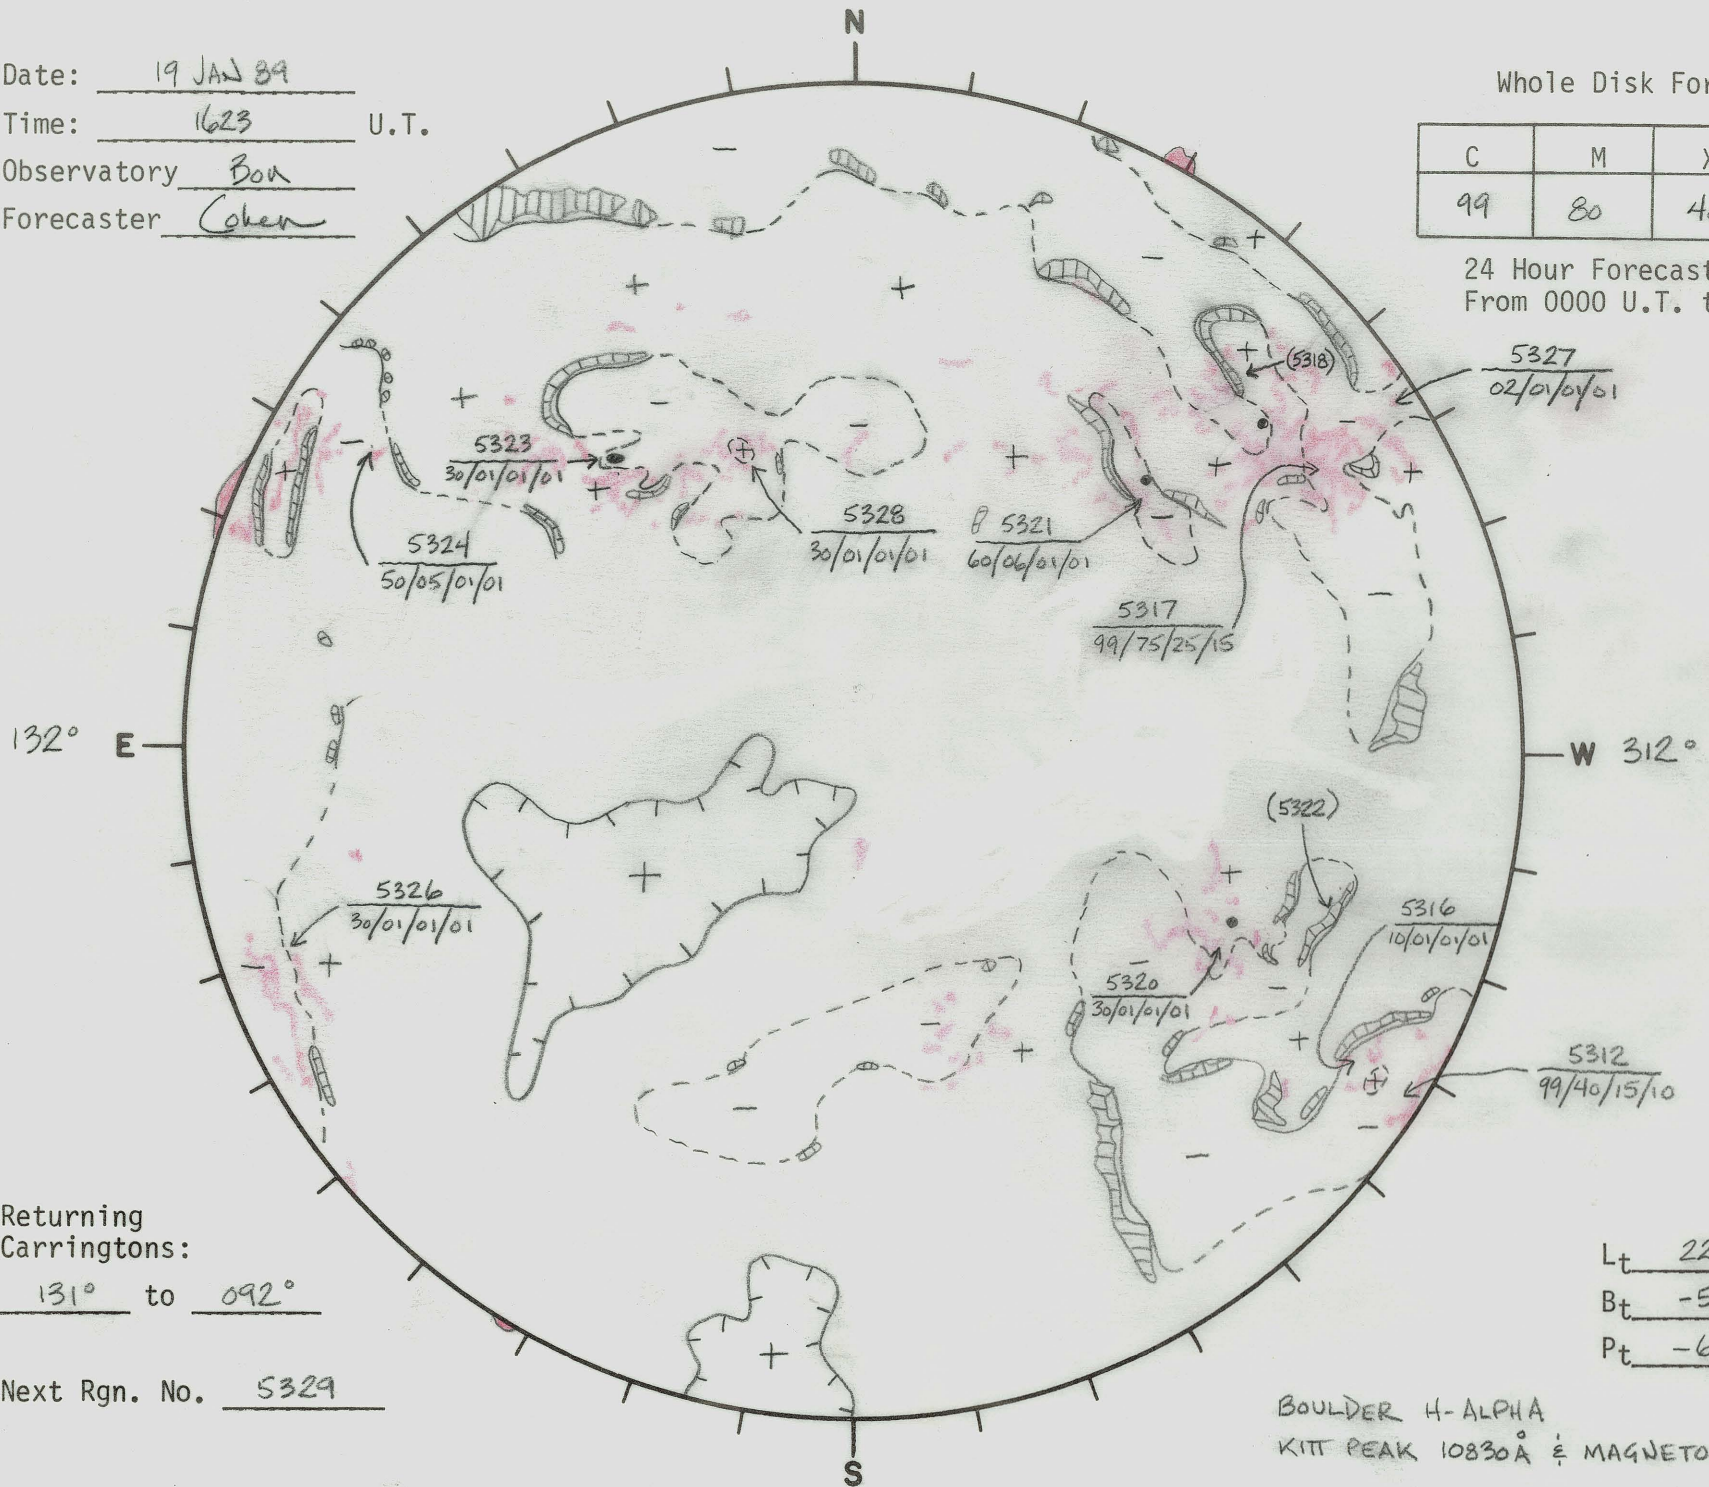 N
Date: 19 JAN 89
Time: 1623 U.T.
Observatory Bou
Forecaster Cohen
Whole Disk For
C M
99 80 4
24 Hour Forecast
From 0000 U.T. t
5327
02/01/01/01
(5318)
5323
30/01/01/01
5328
30/01/01/01
5321
60/06/01/01
5324
50/05/01/01
5317
99/75/25/15
132° E
W 312°
(5322)
5326
30/01/01/01
5316
10/01/01/01
5320
30/01/01/01
5312
99/40/15/10
Returning
Carringtons:
131° to 092°
Next Rgn. No. 5329
Lt 22
Bt -5
Pt -6
BOULDER H-ALPHA
KITT PEAK 10830Å & MAGNETO
S